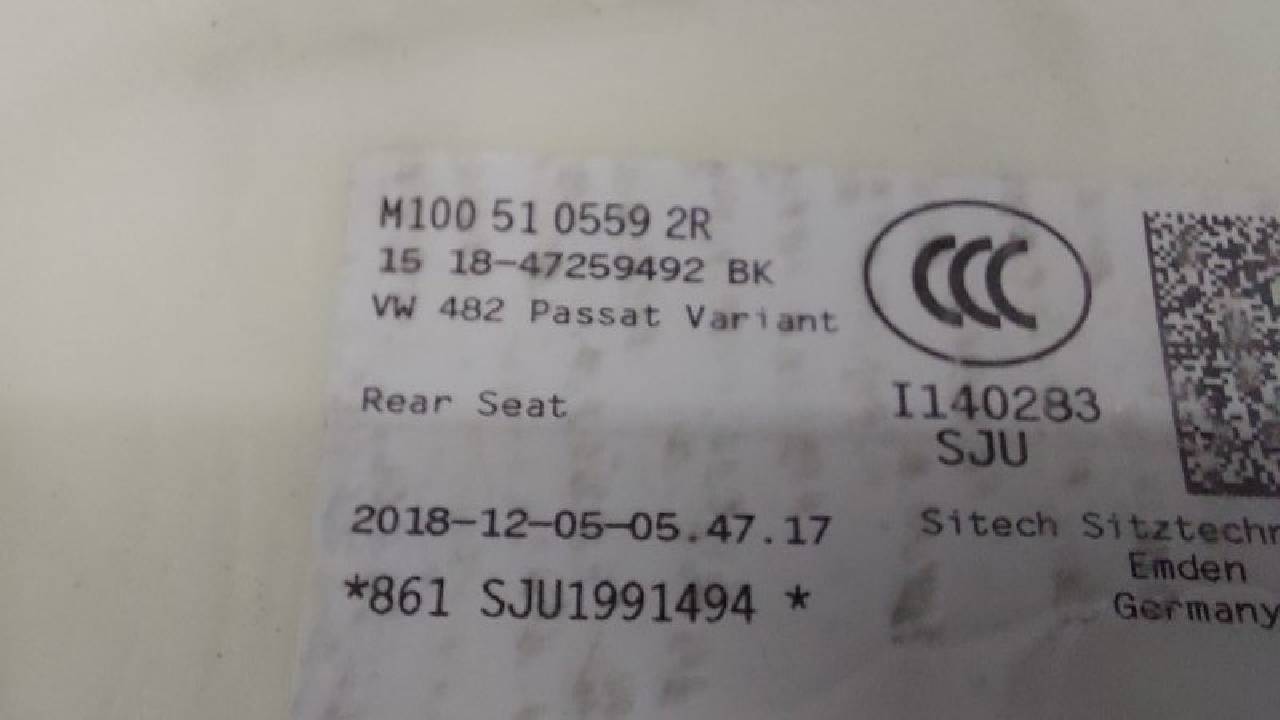 M100 51 0559 2R
15 18-47259492 BK
VW 482 Passat Variant
Rear Seat
2018-12-05-05.47.17
*861 SJU1991494 *
CCC
I140283
SJU
Sitech Sitztechn
Emden
Germany